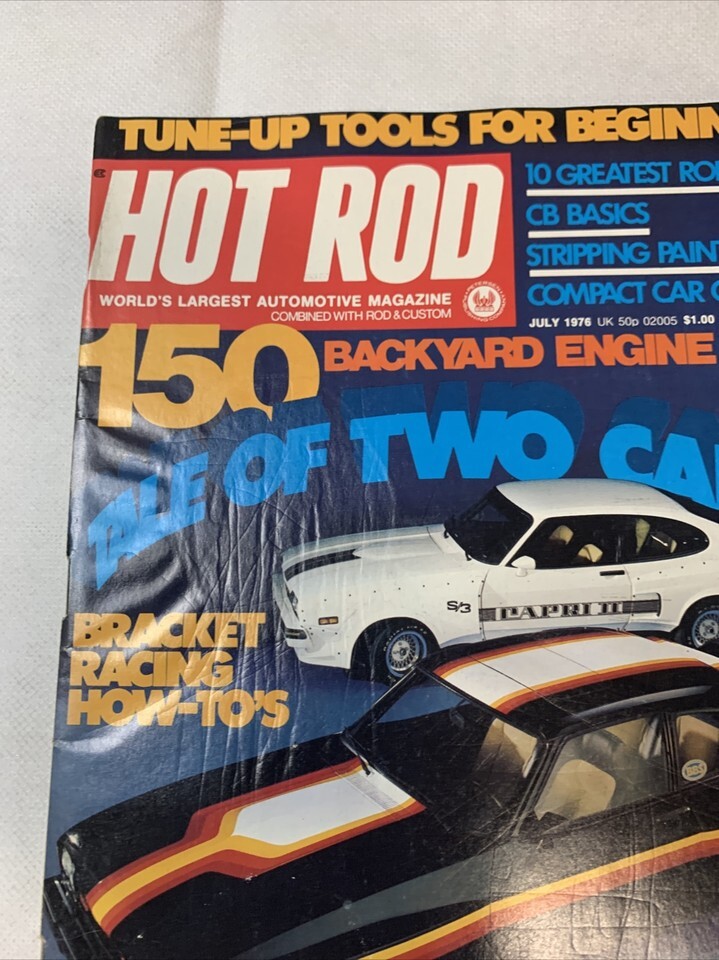 TUNE-UP TOOLS FOR BEGINN
HOT ROD
WORLD'S LARGEST AUTOMOTIVE MAGAZINE
COMBINED WITH ROD & CUSTOM
10 GREATEST RO
CB BASICS
STRIPPING PAINT
COMPACT CAR
JULY 1976 UK 50p 02005 $1.00
150 BACKYARD ENGINE
TALE OF TWO CA
S/3
CAPRI II
BRACKET
RACING
HOW-TO'S